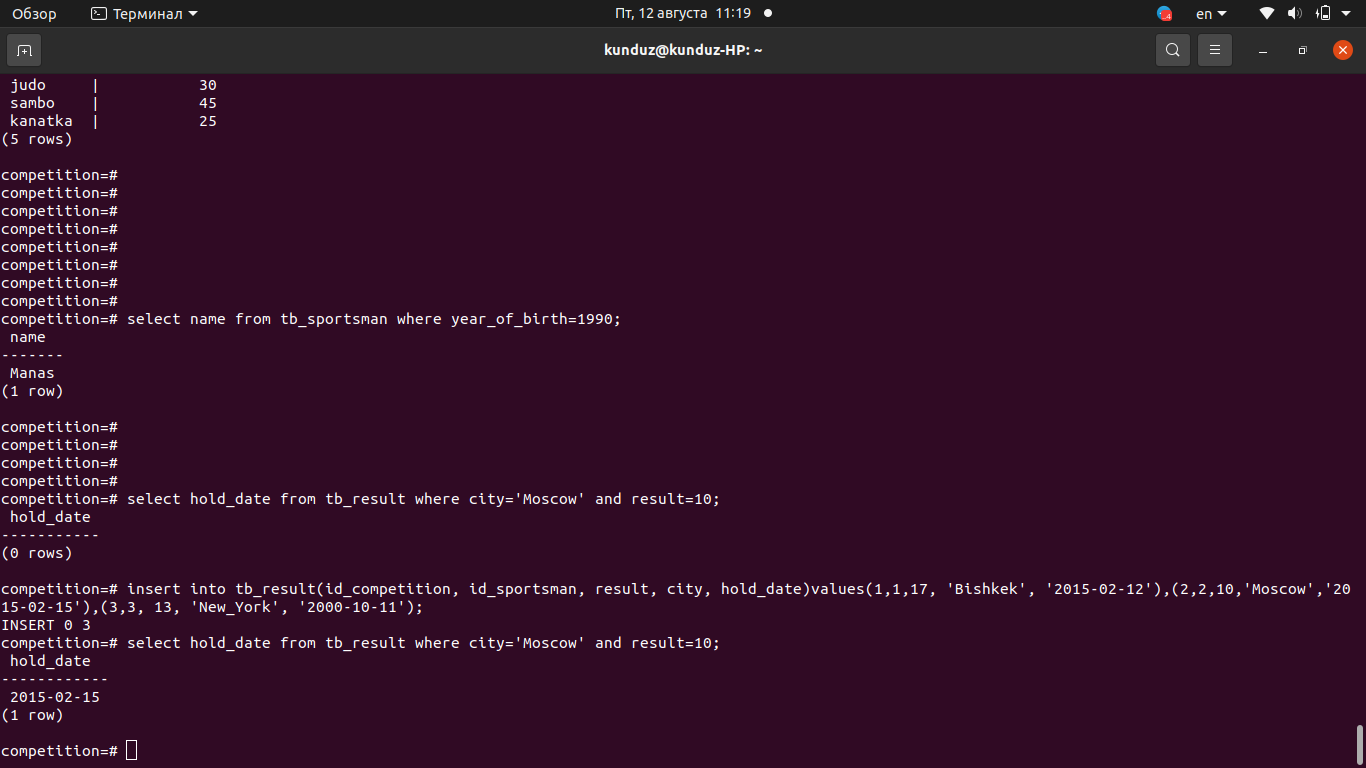 Обзор Терминал Пт, 12 августа 11:19 en
kunduz@kunduz-HP: ~
judo | 30
sambo | 45
kanatka | 25
(5 rows)
competition=#
competition=#
competition=#
competition=#
competition=#
competition=#
competition=#
competition=#
competition=# select name from tb_sportsman where year_of_birth=1990;
name
-------
Manas
(1 row)
competition=#
competition=#
competition=#
competition=#
competition=# select hold_date from tb_result where city='Moscow' and result=10;
hold_date
-----------
(0 rows)
competition=# insert into tb_result(id_competition, id_sportsman, result, city, hold_date)values(1,1,17, 'Bishkek', '2015-02-12'),(2,2,10,'Moscow','20
15-02-15'),(3,3, 13, 'New_York', '2000-10-11');
INSERT 0 3
competition=# select hold_date from tb_result where city='Moscow' and result=10;
hold_date
------------
2015-02-15
(1 row)
competition=#